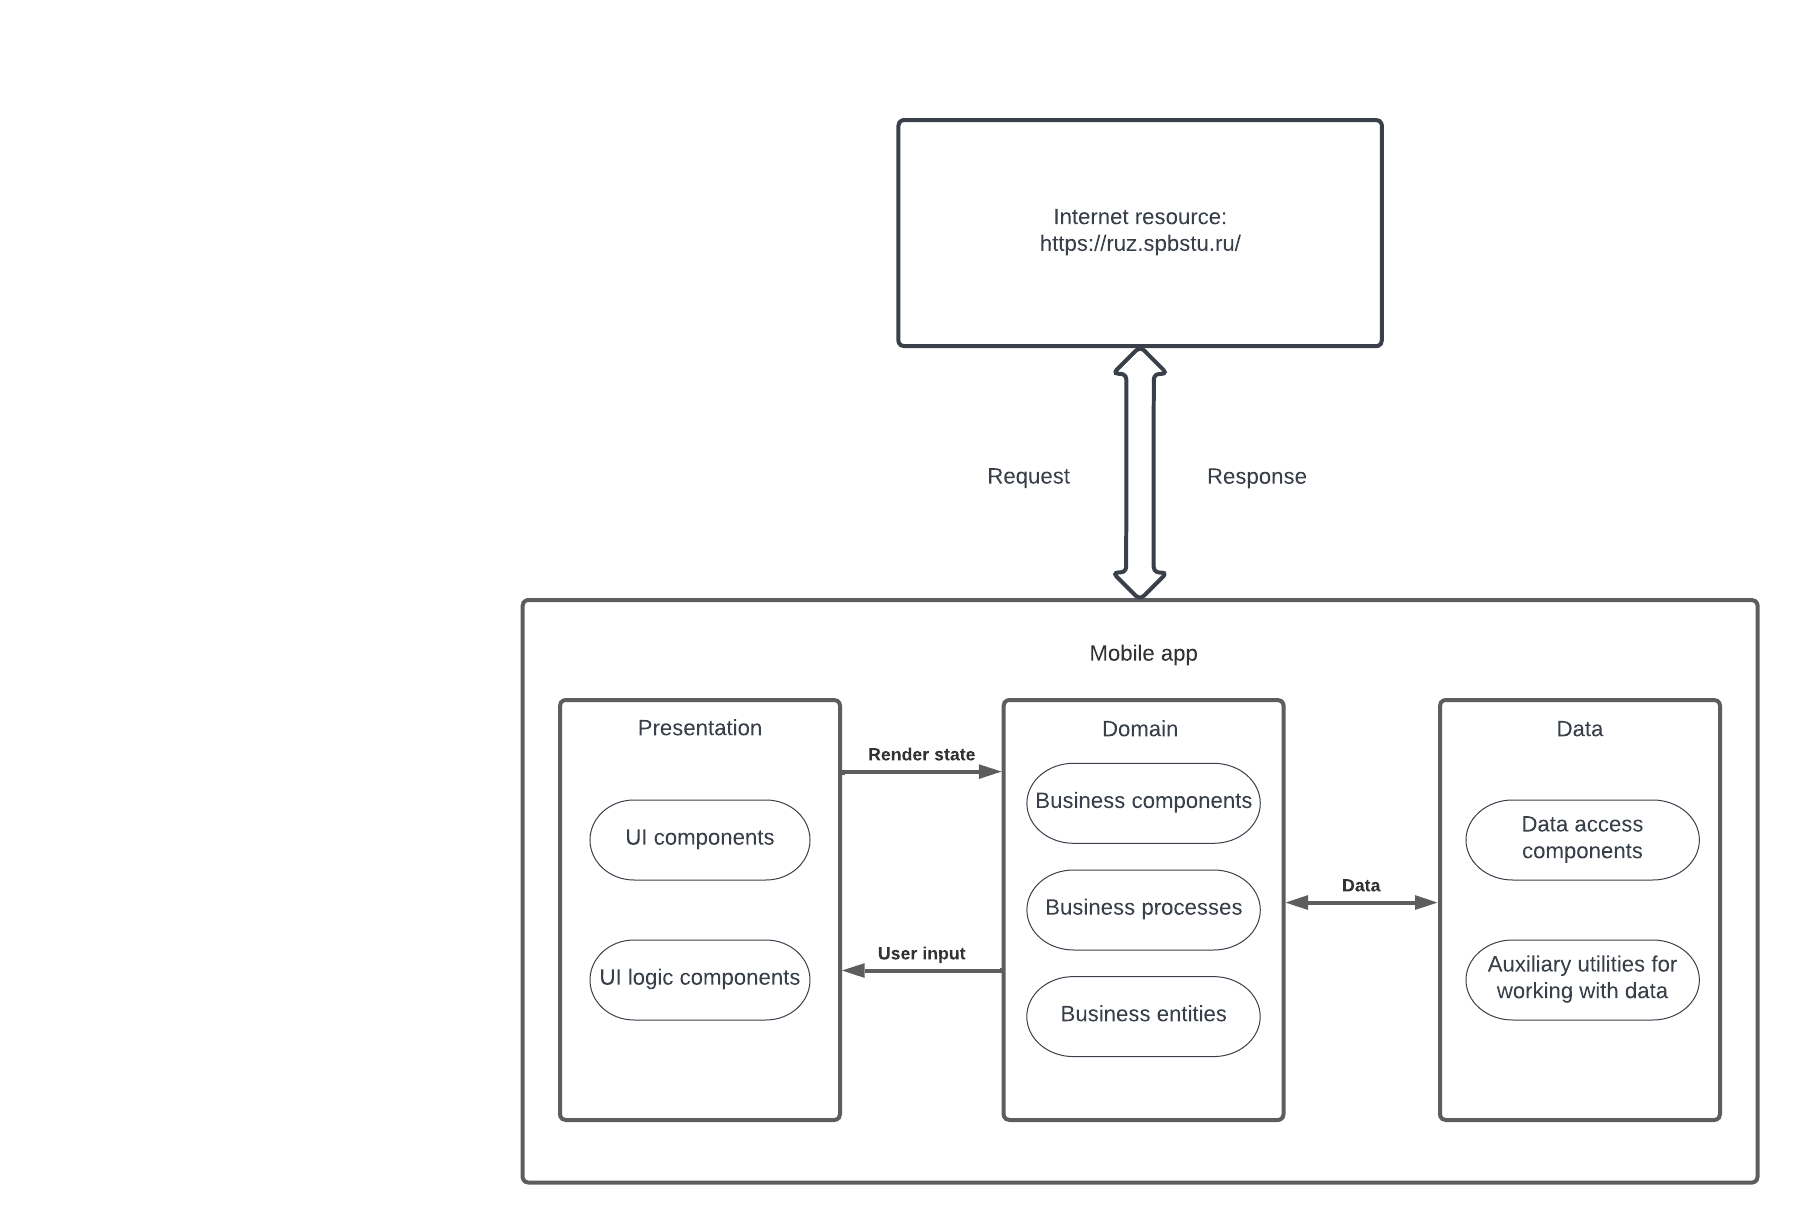 Internet resource:
https://ruz.spbstu.ru/
Request
Response
Mobile app
Presentation
UI components
UI logic components
Render state
User input
Domain
Business components
Business processes
Business entities
Data
Data
Data access
components
Auxiliary utilities for
working with data